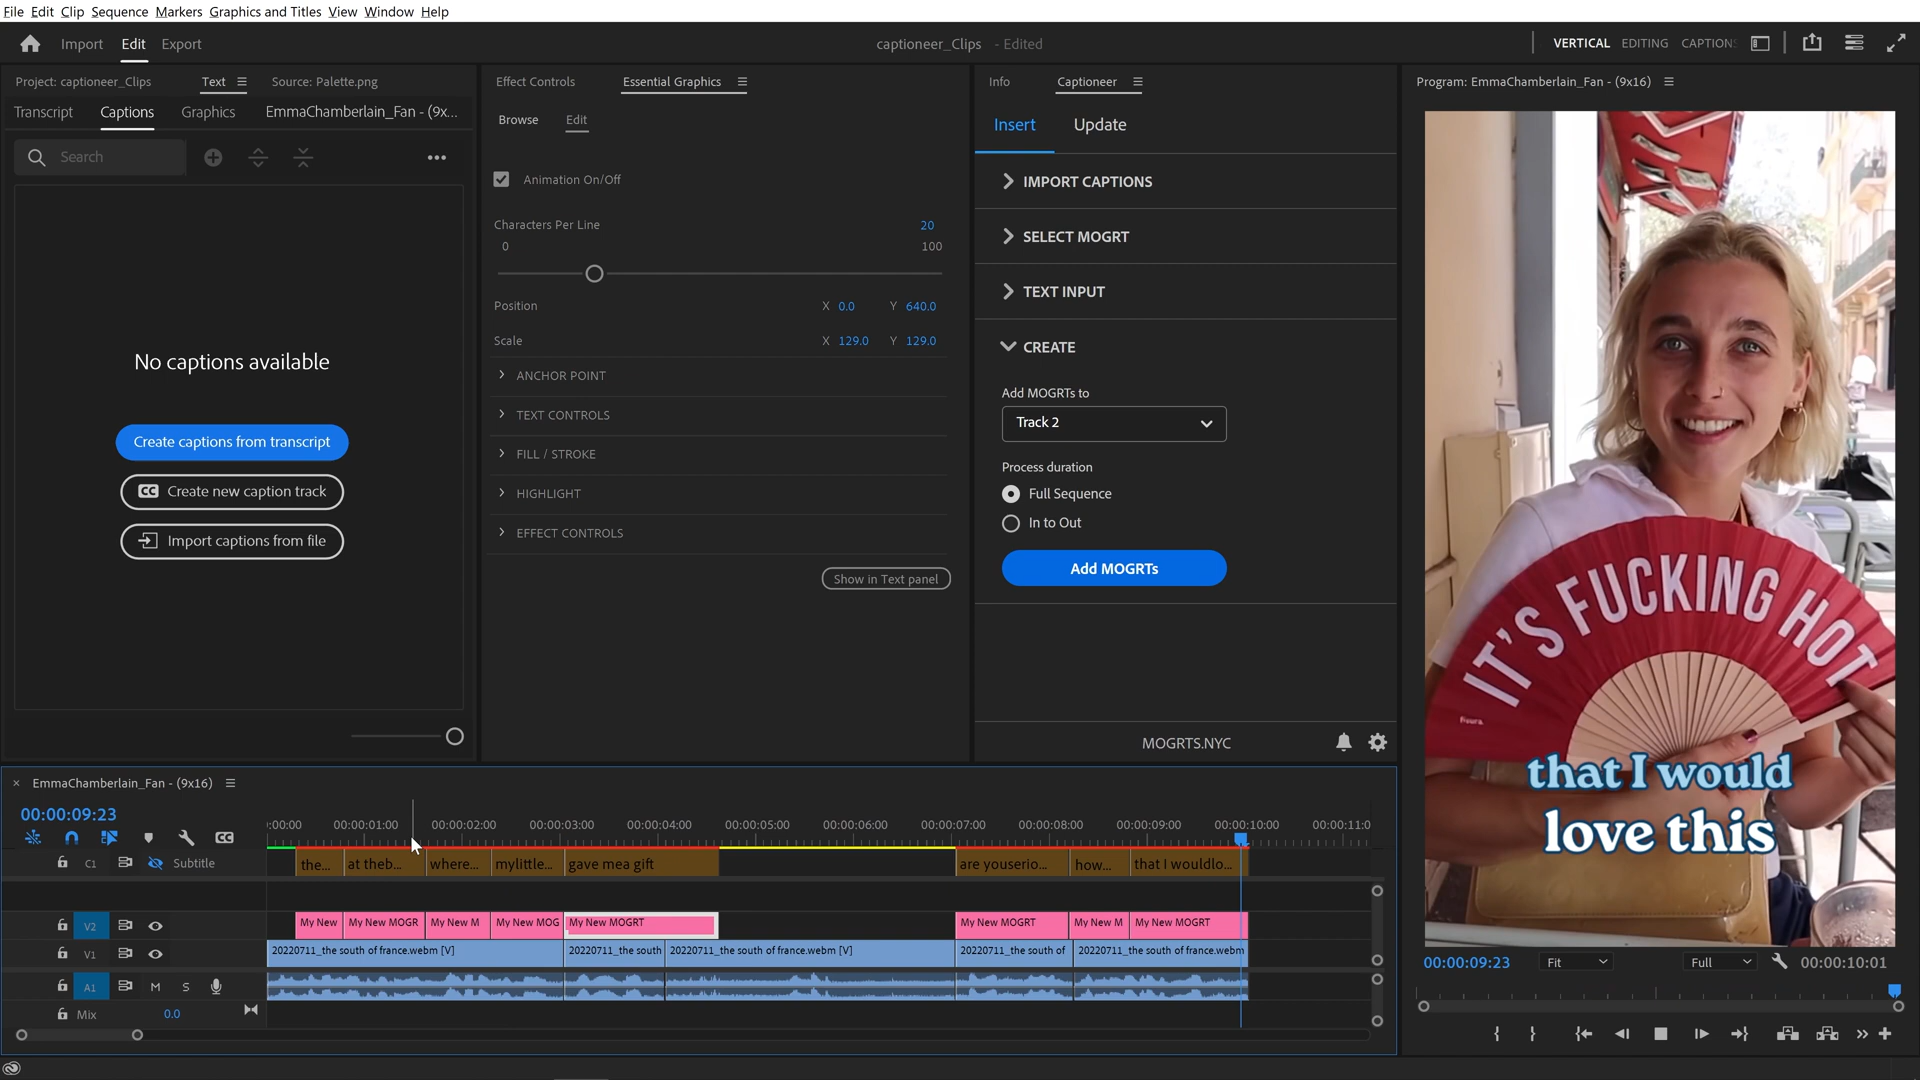 File Edit Clip Sequence Markers Graphics and Titles View Window Help
Import Edit Export
captioneer_Clips - Edited
VERTICAL EDITING CAPTION
Project: captioneer_Clips Text Source: Palette.png
Transcript Captions Graphics EmmaChamberlain_Fan - (9x...
Search
No captions available
Create captions from transcript
CC Create new caption track
Import captions from file
Effect Controls Essential Graphics
Browse Edit
Animation On/Off
Characters Per Line 20
0 100
Position X 0.0 Y 640.0
Scale X 129.0 Y 129.0
ANCHOR POINT
TEXT CONTROLS
FILL / STROKE
HIGHLIGHT
EFFECT CONTROLS
Show in Text panel
Info Captioneer
Insert Update
IMPORT CAPTIONS
SELECT MOGRT
TEXT INPUT
CREATE
Add MOGRTs to
Track 2
Process duration
Full Sequence
In to Out
Add MOGRTs
MOGRTS.NYC
Program: EmmaChamberlain_Fan - (9x16)
IT'S FUCKING HOT
that I would
love this
00:00:09:23 Fit Full 00:00:10:01
EmmaChamberlain_Fan - (9x16)
00:00:09:23
:00:00 00:00:01:00 00:00:02:00 00:00:03:00 00:00:04:00 00:00:05:00 00:00:06:00 00:00:07:00 00:00:08:00 00:00:09:00 00:00:10:00 00:00:11:0
CC
C1 Subtitle the... at theb... where... mylittle... gave mea gift are youserio... how... that I wouldlo...
V2 My New My New MOGR My New M My New MOG My New MOGRT My New MOGRT My New M My New MOGRT
V1 20220711_the south of france.webm [V] 20220711_the south 20220711_the south of france.webm [V] 20220711_the south of 20220711_the south of france.webm
A1 M S
Mix 0.0